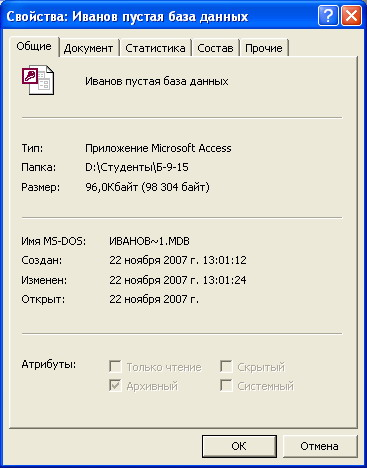 Свойства: Иванов пустая база данных
Общие Документ Статистика Состав Прочие
Иванов пустая база данных
Тип: Приложение Microsoft Access
Папка: D:\Студенты\Б-9-15
Размер: 96,0Кбайт (98 304 байт)
Имя MS-DOS: ИВАНОВ~1.MDB
Создан: 22 ноября 2007 г. 13:01:12
Изменен: 22 ноября 2007 г. 13:01:24
Открыт: 22 ноября 2007 г.
Атрибуты: Только чтение Скрытый
Архивный Системный
ОК Отмена